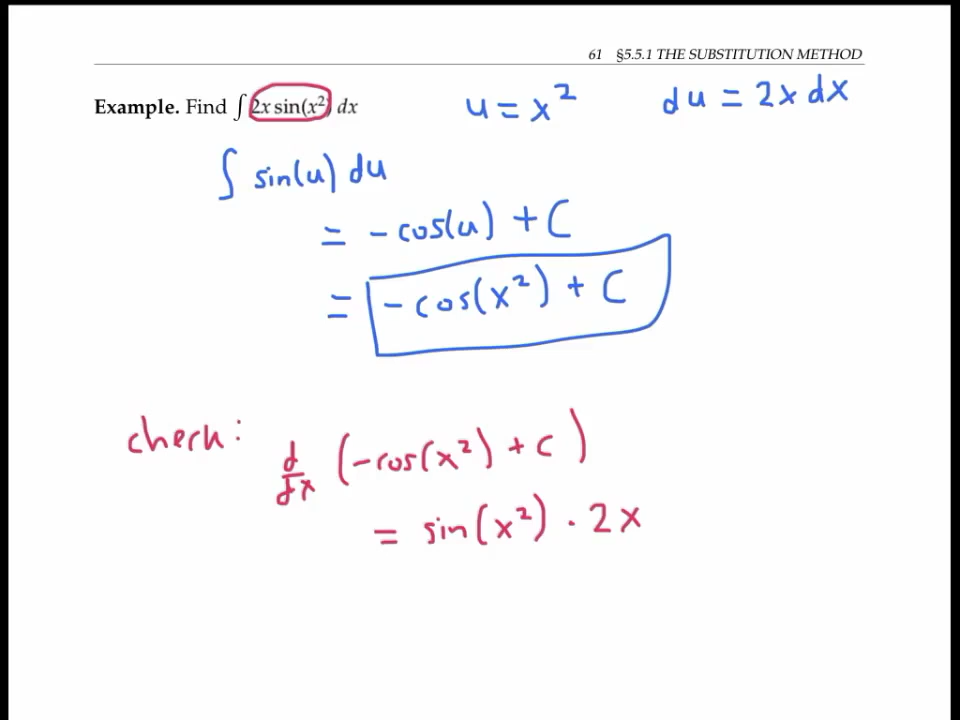 61 §5.5.1 THE SUBSTITUTION METHOD
Example. Find ∫ 2x sin(x²) dx u = x² du = 2x dx
∫ sin(u) du
= -cos(u) + C
= -cos(x²) + C
check: d/dx (-cos(x²) + C)
= sin(x²) · 2x